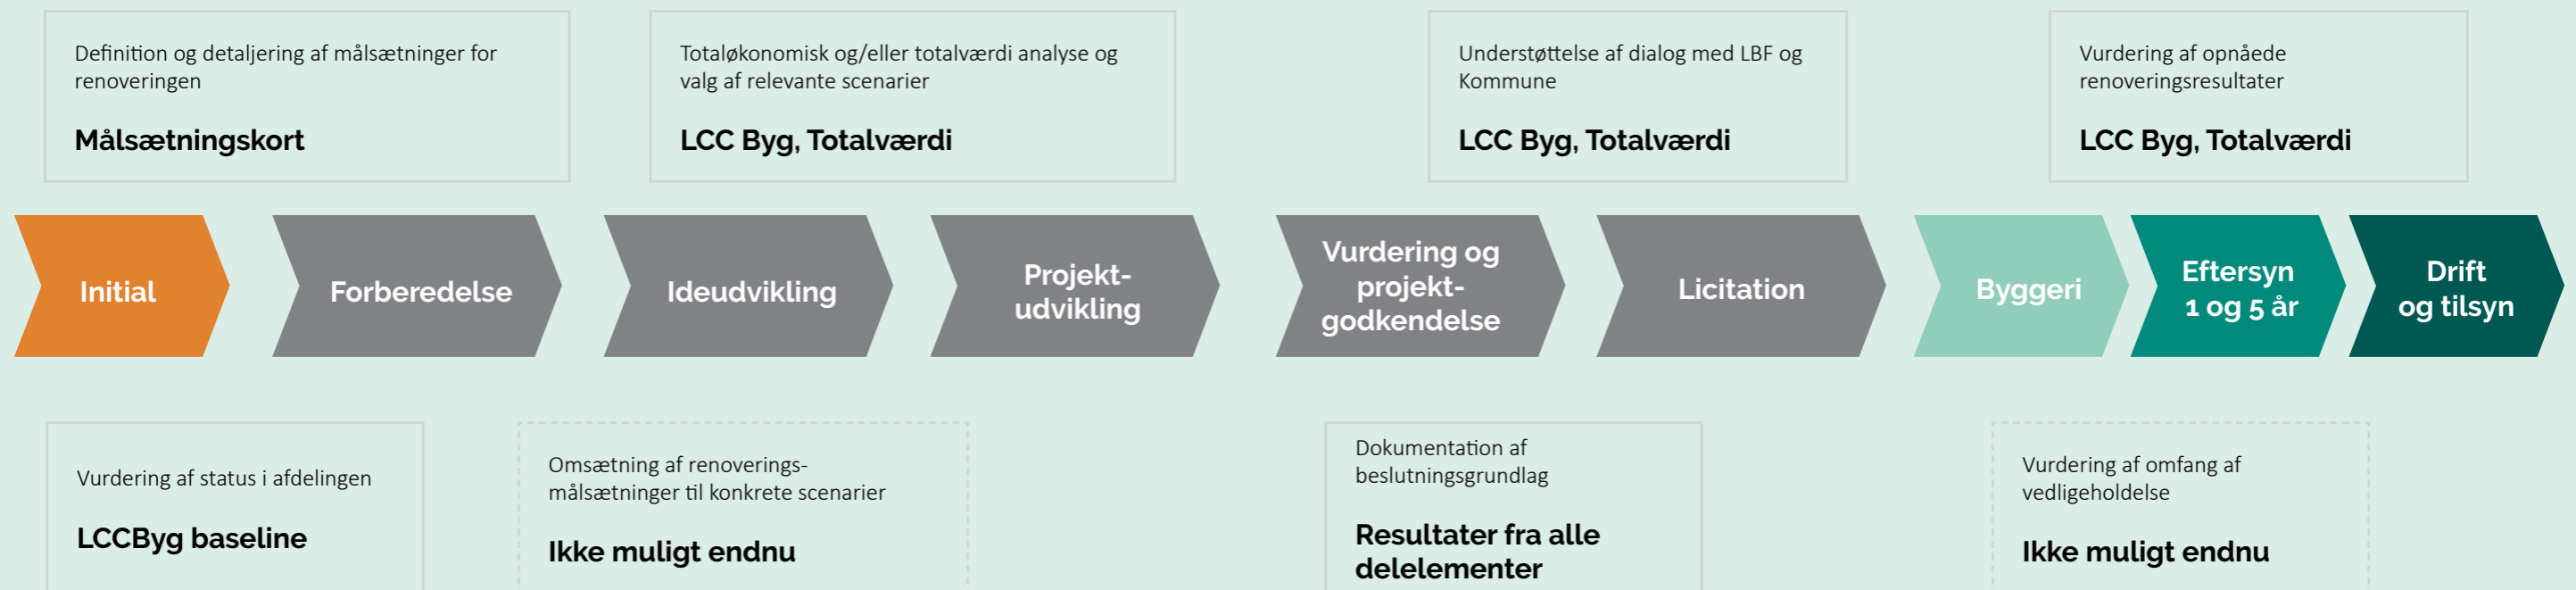 Definition og detaljering af målsætninger for
renoveringen
Målsætningskort
Totaløkonomisk og/eller totalværdi analyse og
valg af relevante scenarier
LCC Byg, Totalværdi
Understøttelse af dialog med LBF og
Kommune
LCC Byg, Totalværdi
Vurdering af opnåede
renoveringsresultater
LCC Byg, Totalværdi
Initial
Forberedelse
Ideudvikling
Projekt-
udvikling
Vurdering og
projekt-
godkendelse
Licitation
Byggeri
Eftersyn
1 og 5 år
Drift
og tilsyn
Vurdering af status i afdelingen
LCCByg baseline
Omsætning af renoverings-
målsætninger til konkrete scenarier
Ikke muligt endnu
Dokumentation af
beslutningsgrundlag
Resultater fra alle
delelementer
Vurdering af omfang af
vedligeholdelse
Ikke muligt endnu